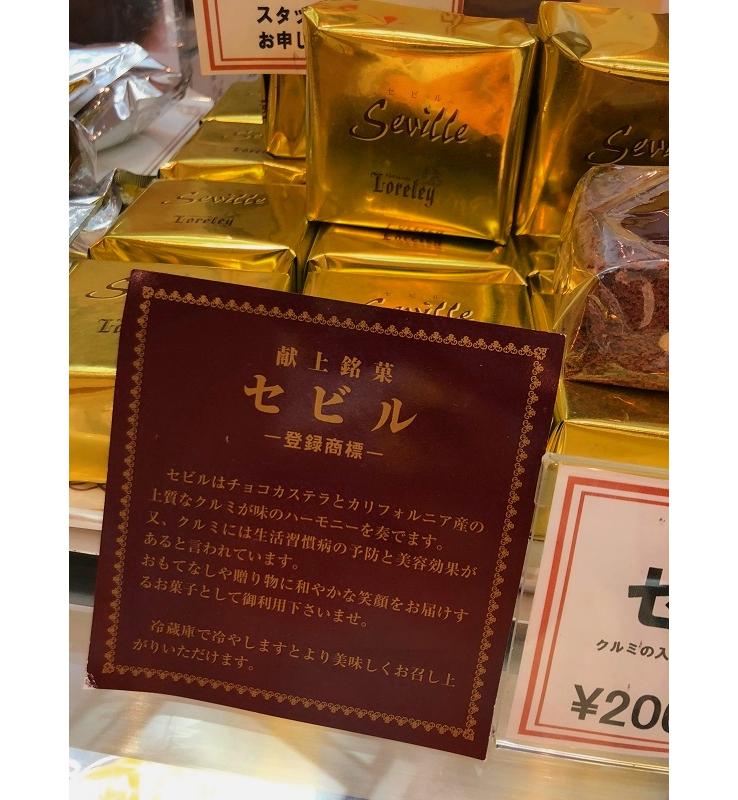 スタッ
お申し
セビル
Seville
Loreley
Seville
Loreley
Seville
献上銘菓
セビル
―登録商標―
セビルはチョコカステラとカリフォルニア産の
上質なクルミが味のハーモニーを奏でます。
又、クルミには生活習慣病の予防と美容効果が
あると言われています。
おもてなしや贈り物に和やかな笑顔をお届けす
るお菓子として御利用下さいませ。
冷蔵庫で冷やしますとより美味しくお召し上
がりいただけます。
セ
クルミの入
¥200